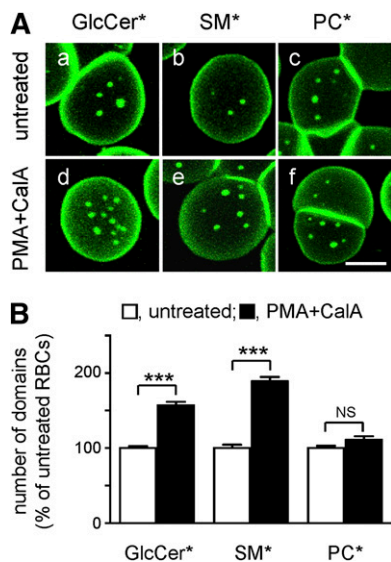 A GlcCer* SM* PC*
untreated
a b c
PMA+CalA
d e f
B
, untreated; , PMA+CalA
number of domains
(% of untreated RBCs)
200
100
0
*** *** NS
GlcCer* SM* PC*